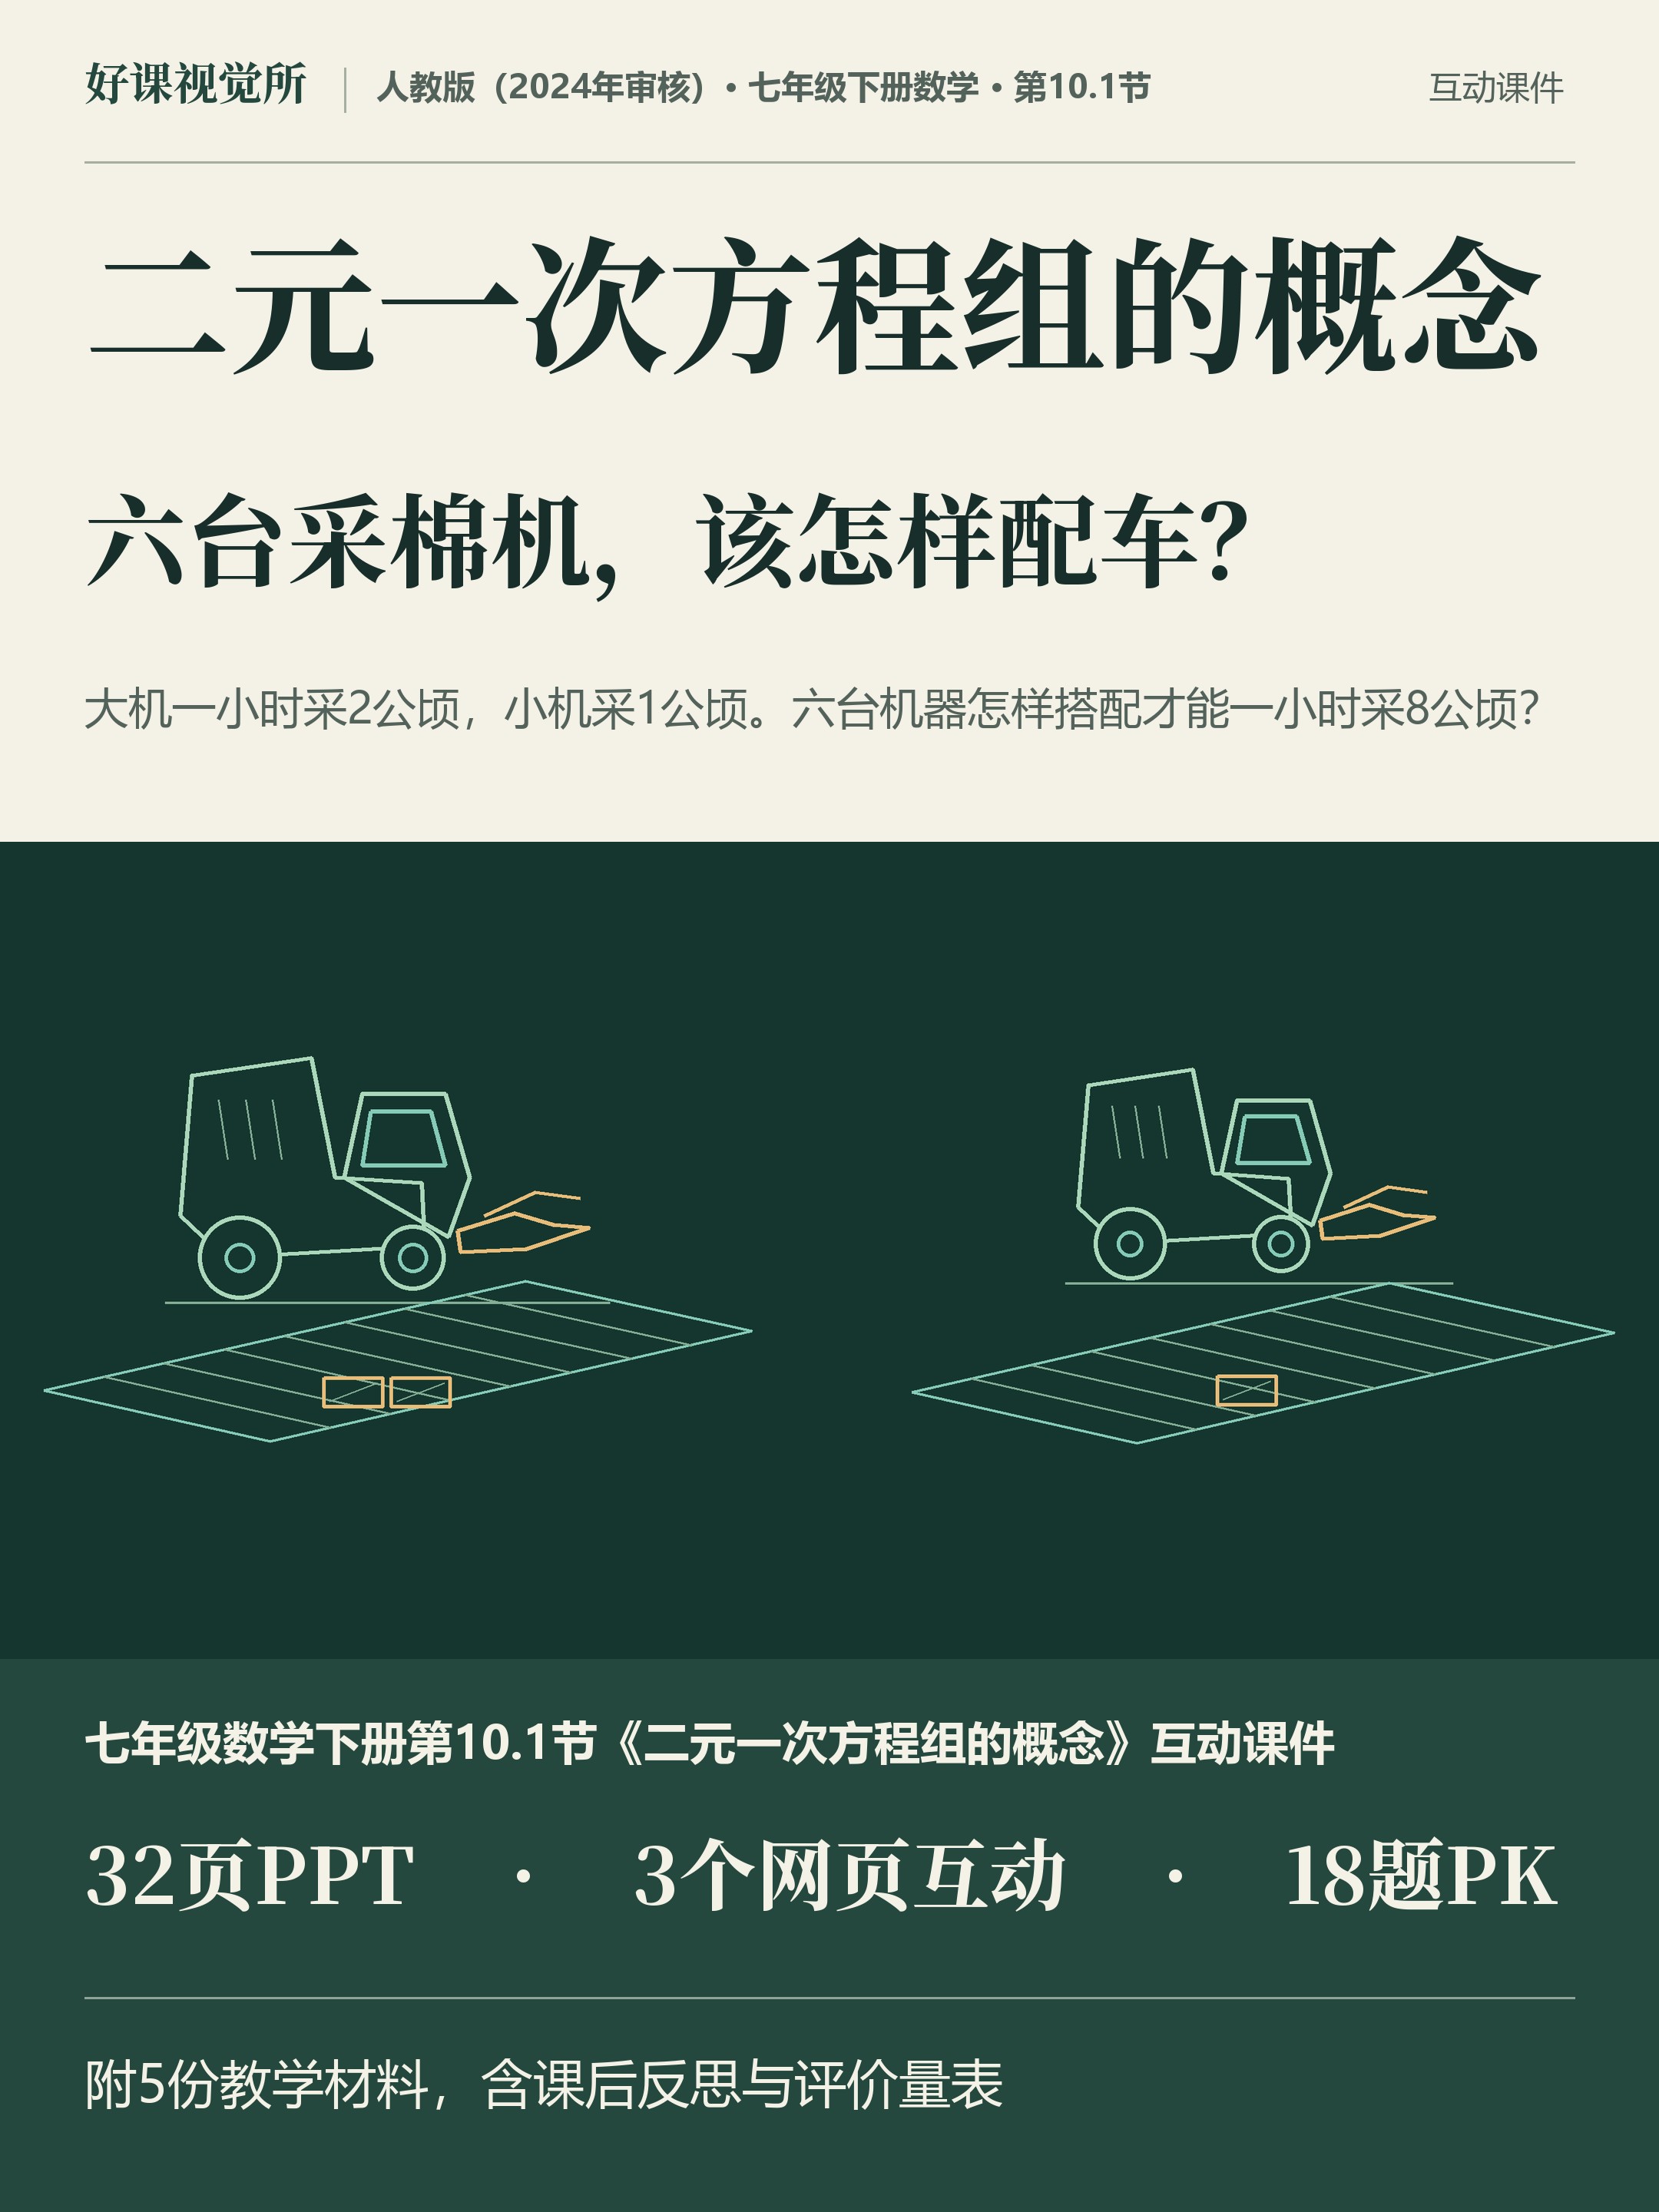 好课视觉所
人教版（2024年审核）• 七年级下册数学 • 第10.1节
互动课件
二元一次方程组的概念
六台采棉机，该怎样配车？
大机一小时采2公顷，小机采1公顷。六台机器怎样搭配才能一小时采8公顷？
七年级数学下册第10.1节《二元一次方程组的概念》互动课件
32页PPT · 3个网页互动 · 18题PK
附5份教学材料，含课后反思与评价量表